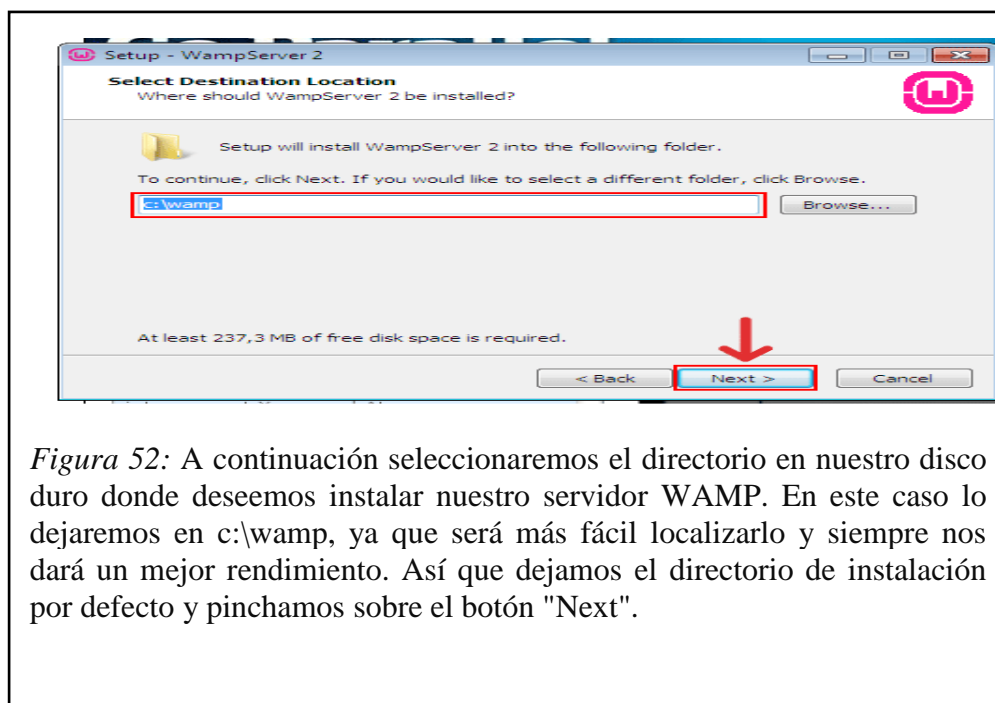 Setup - WampServer 2
Select Destination Location
Where should WampServer 2 be installed?
Setup will install WampServer 2 into the following folder.
To continue, click Next. If you would like to select a different folder, click Browse.
c:\wamp
Browse...
At least 237,3 MB of free disk space is required.
< Back
Next >
Cancel
Figura 52: A continuación seleccionaremos el directorio en nuestro disco
duro donde deseemos instalar nuestro servidor WAMP. En este caso lo
dejaremos en c:\wamp, ya que será más fácil localizarlo y siempre nos
dará un mejor rendimiento. Así que dejamos el directorio de instalación
por defecto y pinchamos sobre el botón "Next".